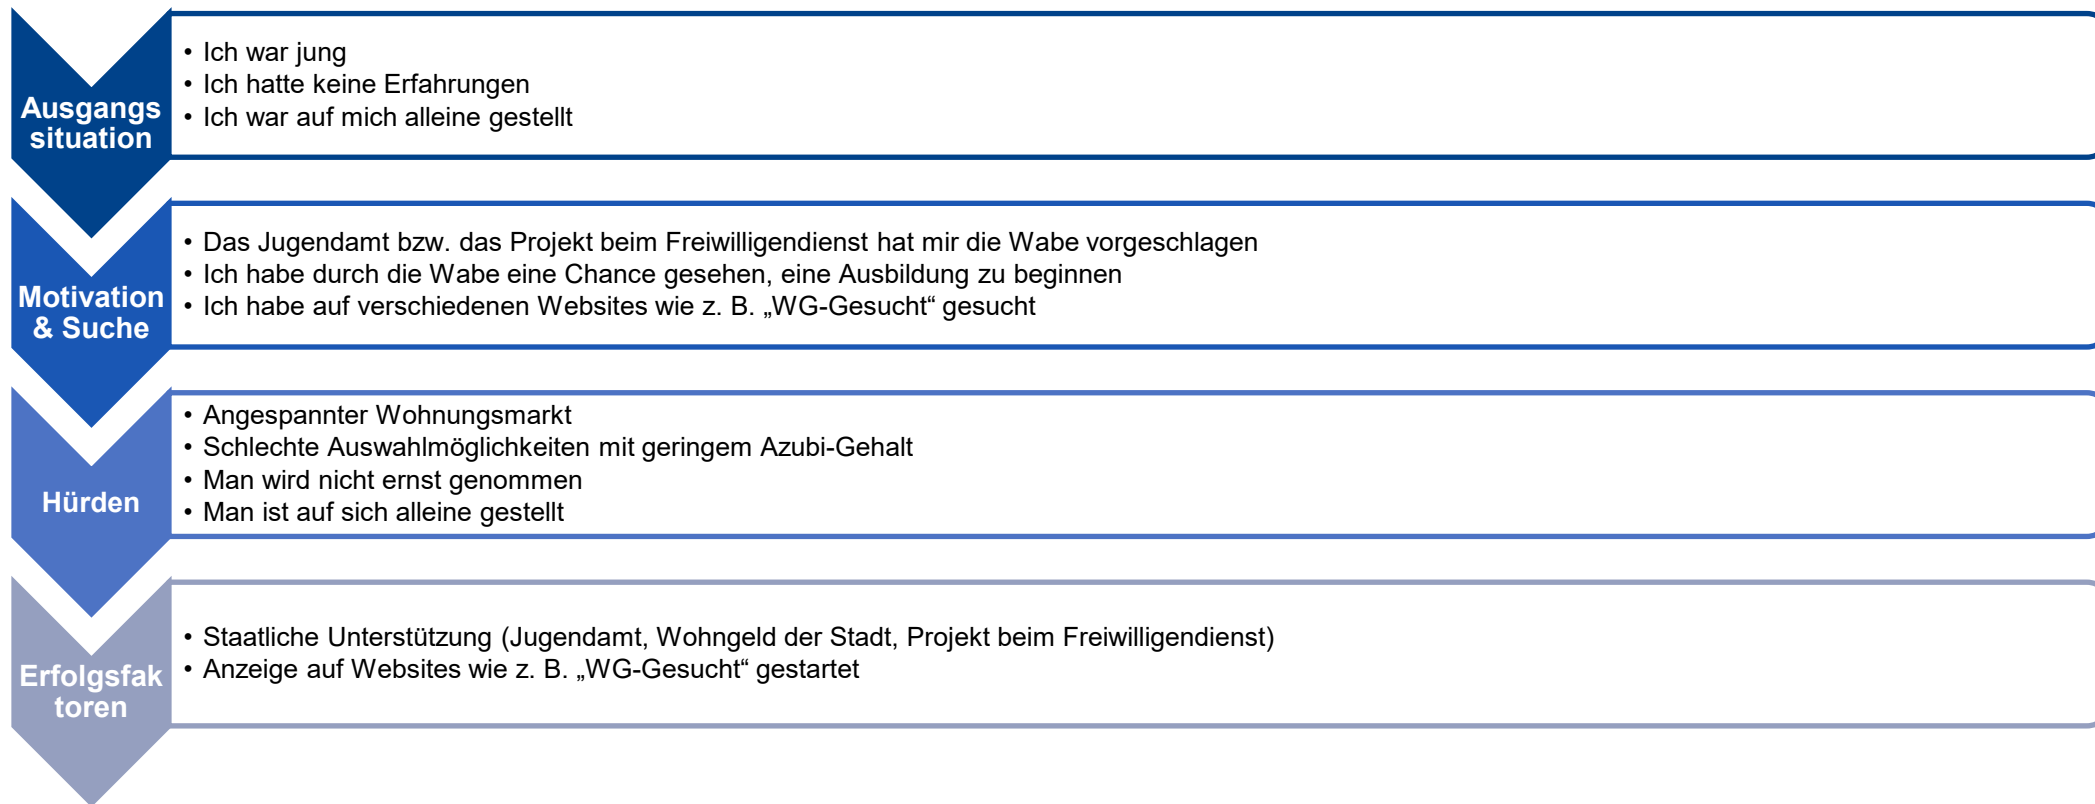 Ausgangs
situation
• Ich war jung
• Ich hatte keine Erfahrungen
• Ich war auf mich alleine gestellt
Motivation
& Suche
• Das Jugendamt bzw. das Projekt beim Freiwilligendienst hat mir die Wabe vorgeschlagen
• Ich habe durch die Wabe eine Chance gesehen, eine Ausbildung zu beginnen
• Ich habe auf verschiedenen Websites wie z. B. „WG-Gesucht“ gesucht
Hürden
• Angespannter Wohnungsmarkt
• Schlechte Auswahlmöglichkeiten mit geringem Azubi-Gehalt
• Man wird nicht ernst genommen
• Man ist auf sich alleine gestellt
Erfolgsfak
toren
• Staatliche Unterstützung (Jugendamt, Wohngeld der Stadt, Projekt beim Freiwilligendienst)
• Anzeige auf Websites wie z. B. „WG-Gesucht“ gestartet